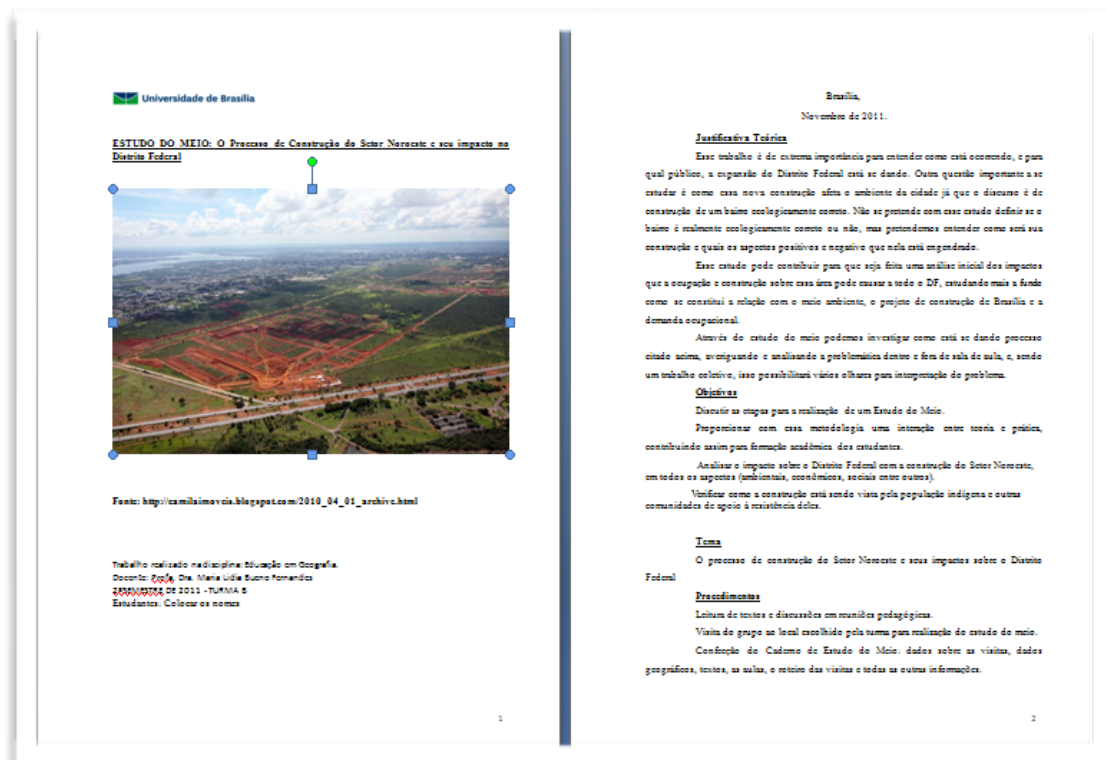 Universidade de Brasília
ESTUDO DO MEIO: O Processo de Construção do Setor Noroeste e seu impacto no
Distrito Federal
Fonte: http://camilaimoveis.blogspot.com/2010_04_01_archive.html
Trabalho realizado na disciplina: Educação em Geografia.
Docente: Profa. Dra. Maria Lidia Bueno Fernandes
2ºSEMESTRE DE 2011 - TURMA B
Estudantes: Colocar os nomes
1
Brasília,
Novembro de 2011.
Justificativa Teórica
Esse trabalho é de extrema importância para entender como está ocorrendo, e para
qual público, a expansão do Distrito Federal está se dando. Outra questão importante a se
estudar é como essa nova construção afeta o ambiente da cidade já que o discurso é de
construção de um bairro ecologicamente correto. Não se pretende com esse estudo definir se o
bairro é realmente ecologicamente correto ou não, mas pretendemos entender como será sua
construção e quais os aspectos positivos e negativo que nela está engendrado.
Esse estudo pode contribuir para que seja feita uma análise inicial dos impactos
que a ocupação e construção sobre essa área pode causar a todo o DF, estudando mais a fundo
como se constitui a relação com o meio ambiente, o projeto de construção de Brasília e a
demanda ocupacional.
Através do estudo do meio podemos investigar como está se dando processo
citado acima, averiguando e analisando a problemática dentro e fora de sala de aula, e, sendo
um trabalho coletivo, isso possibilitará vários olhares para interpretação do problema.
Objetivos
Discutir as etapas para a realização de um Estudo do Meio.
Proporcionar com essa metodologia uma interação entre teoria e prática,
contribuindo assim para formação acadêmica dos estudantes.
Analisar o impacto sobre o Distrito Federal com a construção do Setor Noroeste,
em todos os aspectos (ambientais, econômicos, sociais entre outros).
Verificar como a construção está sendo vista pela população indígena e outras
comunidades de apoio à resistência deles.
Tema
O processo de construção do Setor Noroeste e seus impactos sobre o Distrito
Federal
Procedimentos
Leitura de textos e discussões em reuniões pedagógicas.
Visita do grupo ao local escolhido pela turma para realização do estudo do meio.
Confecção do Caderno de Estudo do Meio: dados sobre as visitas, dados
geográficos, textos, as aulas, o roteiro das visitas e todas as outras informações.
2